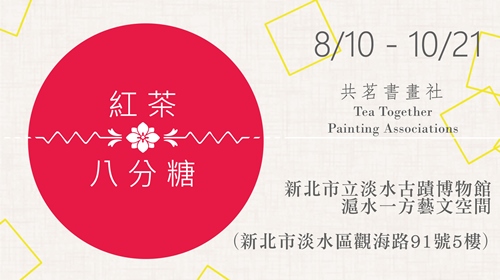 紅茶
八分糖
8/10 - 10/21
共茗書畫社
Tea Together
Painting Associations
新北市立淡水古蹟博物館
滬水一方藝文空間
（新北市淡水區觀海路91號5樓）